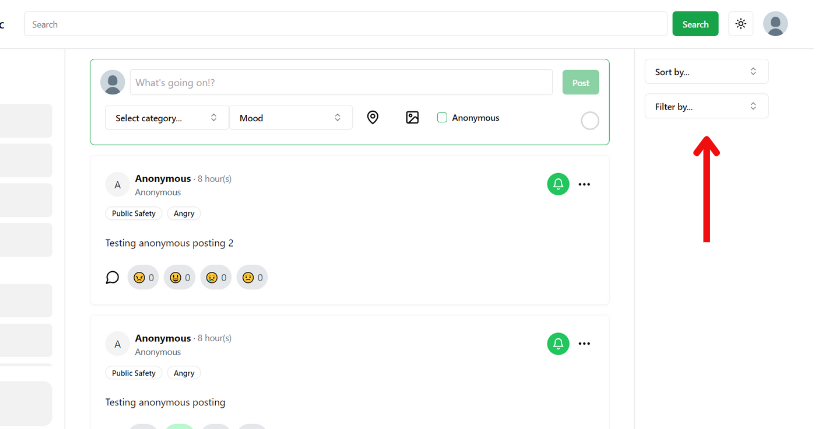 c
Search
Search
What's going on!?
Post
Select category...
Mood
Anonymous
Sort by...
Filter by...
A
Anonymous · 8 hour(s)
Anonymous
Public Safety
Angry
Testing anonymous posting 2
0
0
0
0
A
Anonymous · 8 hour(s)
Anonymous
Public Safety
Angry
Testing anonymous posting